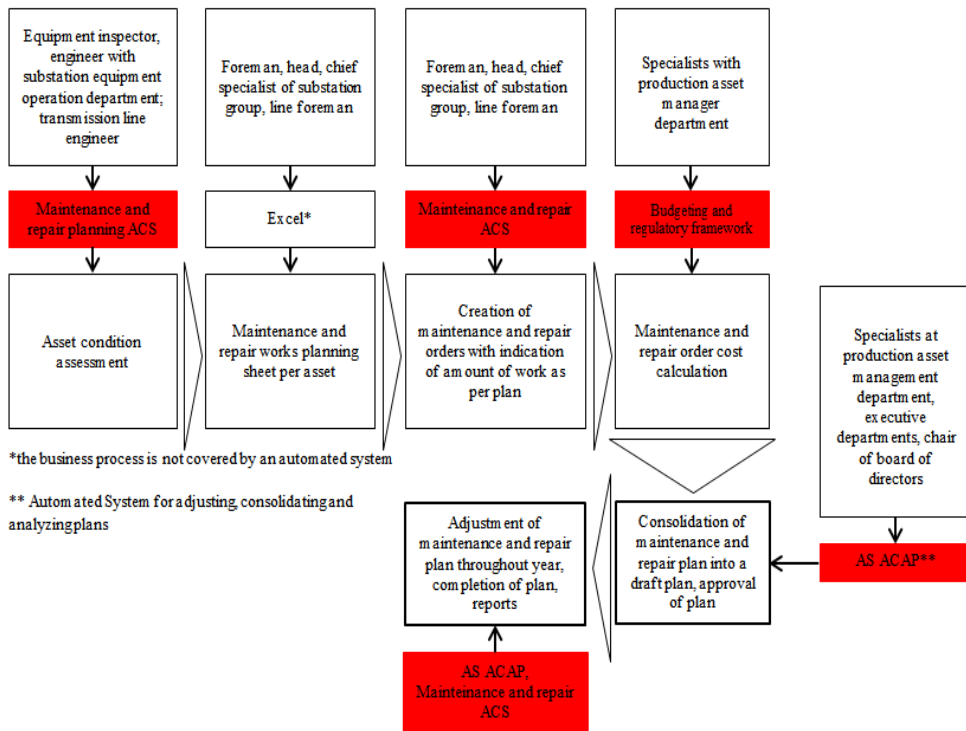 Equipment inspector,
engineer with
substation equipment
operation department;
transmission line
engineer
Foreman, head, chief
specialist of substation
group, line foreman
Foreman, head, chief
specialist of substation
group, line foreman
Specialists with
production asset
manager
department
Maintenance and
repair planning ACS
Excel*
Mainteinance and repair
ACS
Budgeting and
regulatory framework
Asset condition
assessment
Maintenance and
repair works planning
sheet per asset
Creation of
maintenance and repair
orders with indication
of amount of work as
per plan
Maintenance and
repair order cost
calculation
Specialists at
production asset
management
department,
executive
departments, chair
of board of
directors
*the business process is not covered by an automated system
** Automated System for adjusting, consolidating and
analyzing plans
Adjustment of
maintenance and repair
plan throughout year,
completion of plan,
reports
Consolidation of
maintenance and
repair plan into a
draft plan, approval
of plan
AS ACAP**
AS ACAP,
Mainteinance and repair
ACS